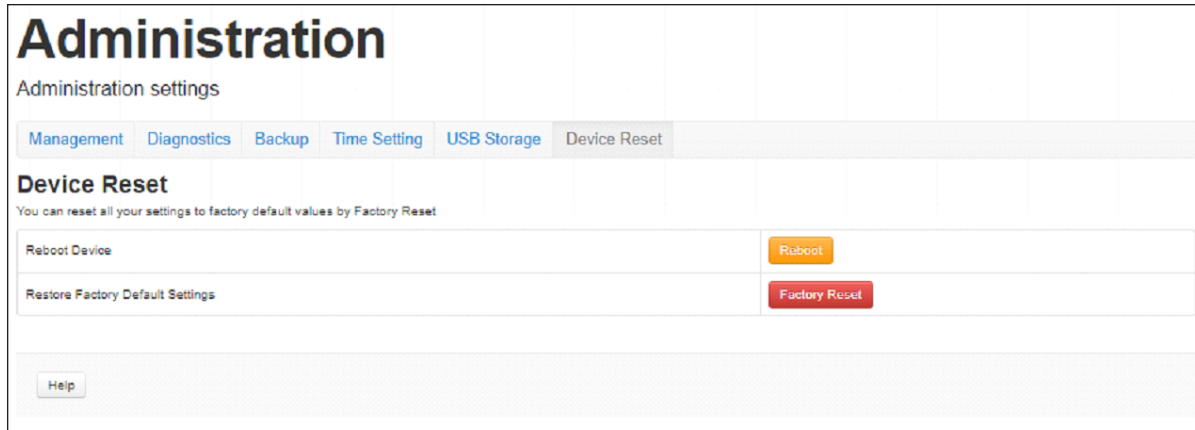 Administration
Administration settings
Management Diagnostics Backup Time Setting USB Storage Device Reset
Device Reset
You can reset all your settings to factory default values by Factory Reset
Reboot Device Reboot
Restore Factory Default Settings Factory Reset
Help